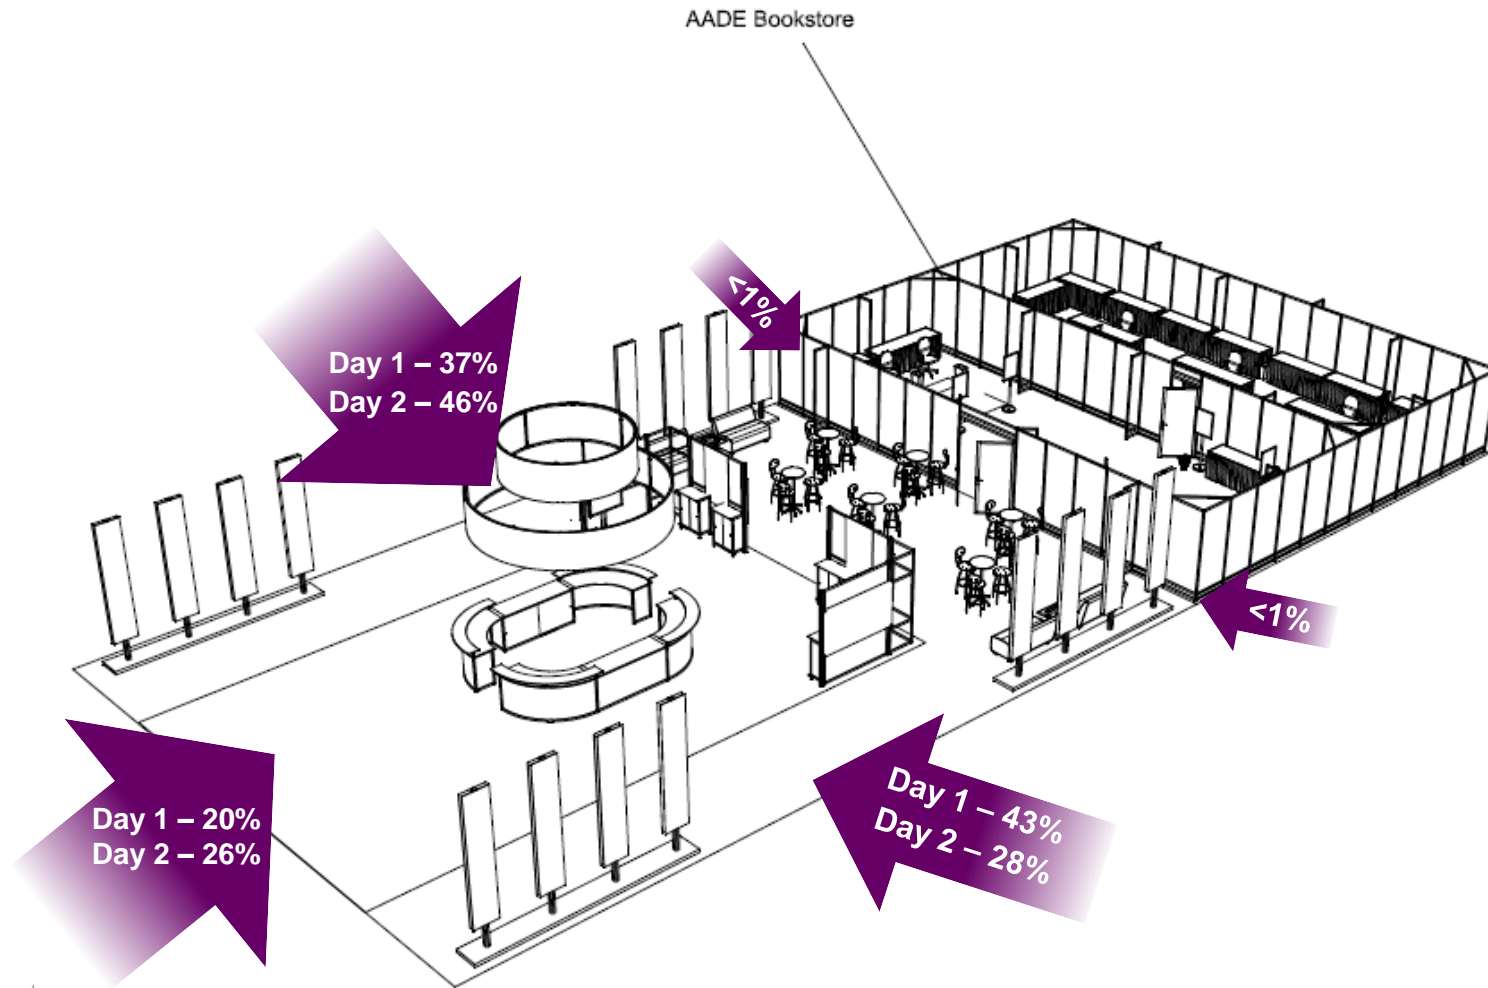 AADE Bookstore
<1%
Day 1 – 37%
Day 2 – 46%
<1%
Day 1 – 43%
Day 2 – 28%
Day 1 – 20%
Day 2 – 26%